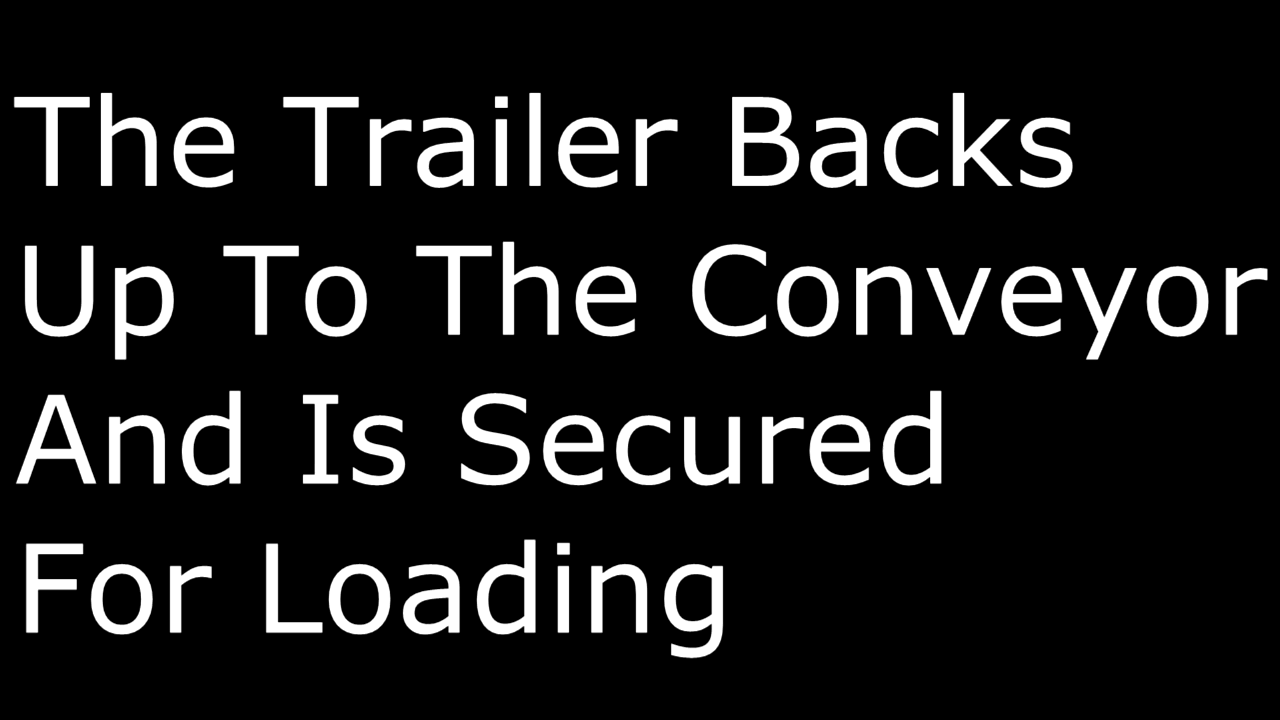 The Trailer Backs
Up To The Conveyor
And Is Secured
For Loading